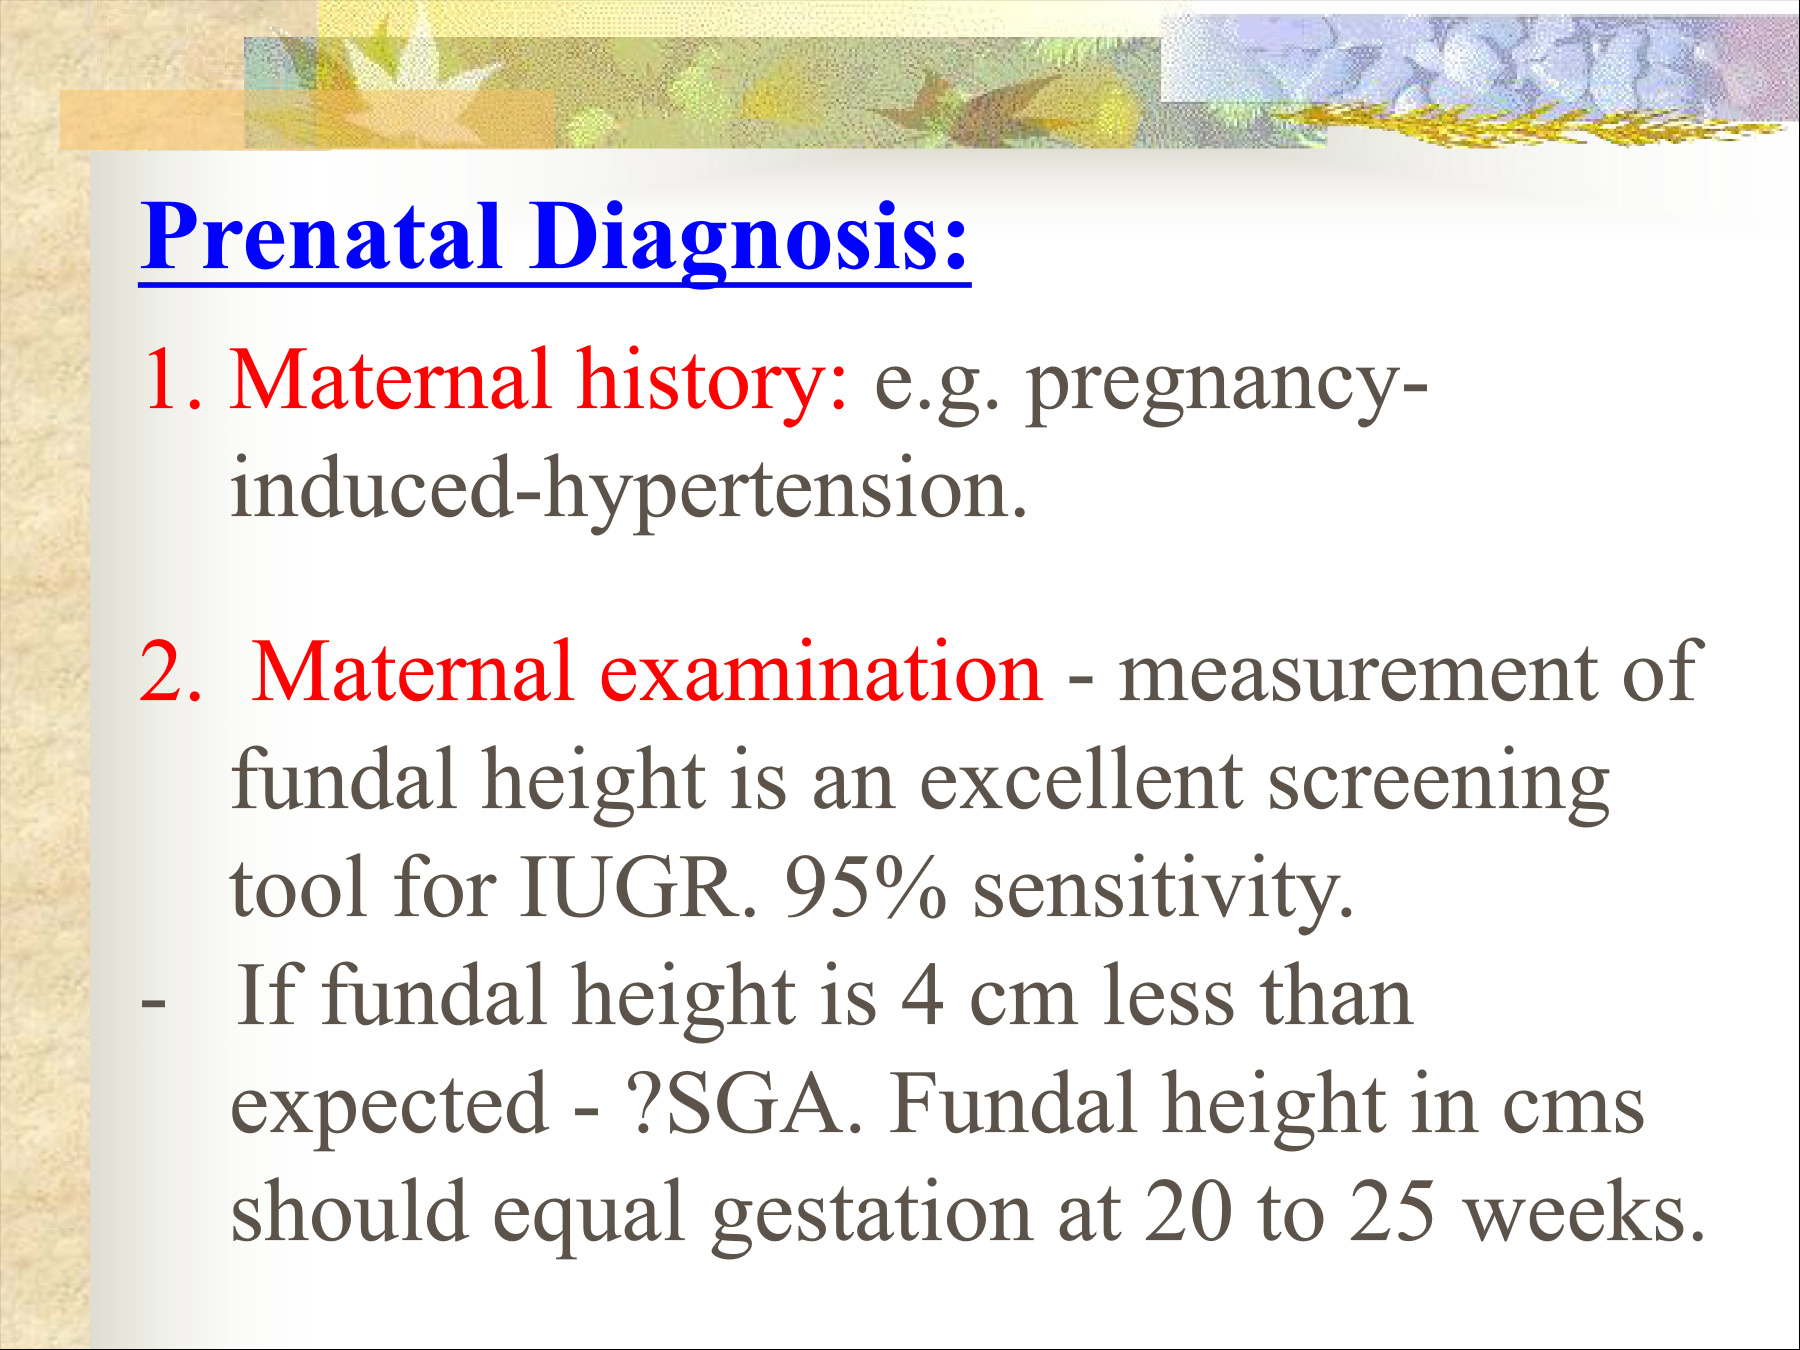 Prenatal Diagnosis:
1. Maternal history: e.g. pregnancy-
induced-hypertension.
2. Maternal examination - measurement of
fundal height is an excellent screening
tool for IUGR. 95% sensitivity.
- If fundal height is 4 cm less than
expected - ?SGA. Fundal height in cms
should equal gestation at 20 to 25 weeks.